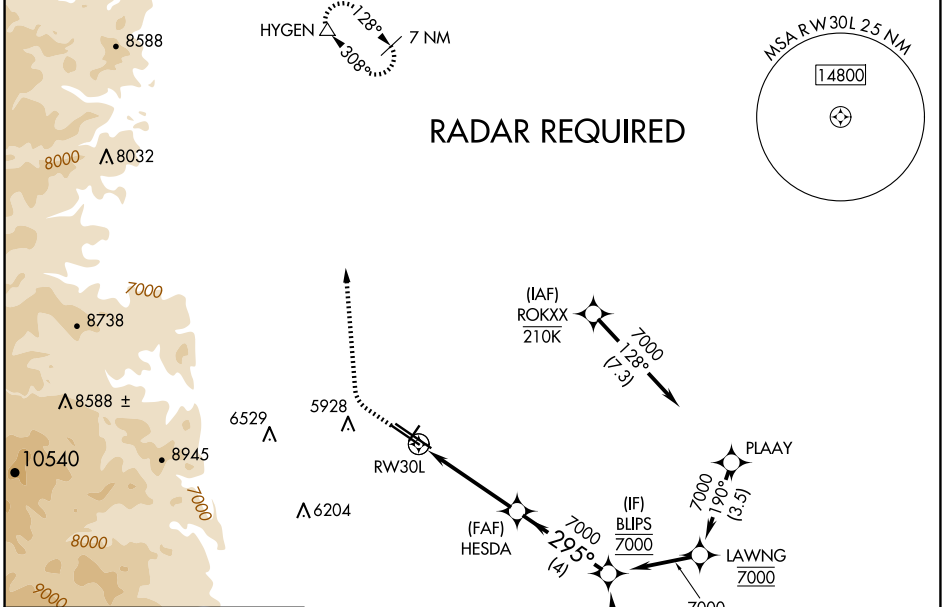 8588
HYGEN
128°
308°
7 NM
MSA RW30L 25 NM
14800
RADAR REQUIRED
8000
8032
7000
8738
(IAF)
ROKXX
210K
7000
128°
(7.3)
8588 ±
6529
5928
10540
8945
7000
RW30L
6204
PLAAY
7000
190°
(3.5)
(FAF)
HESDA
7000
295°
(4)
(IF)
BLIPS
7000
LAWNG
7000
8000
9000
7000